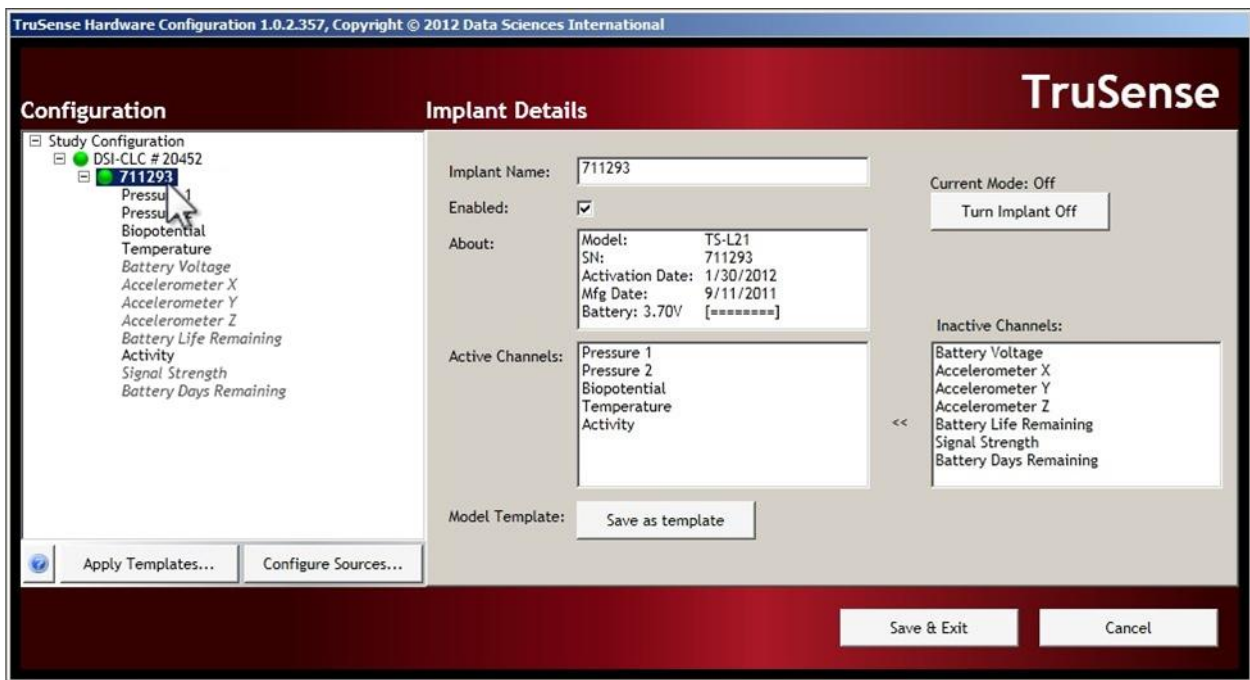 TruSense Hardware Configuration 1.0.2.357, Copyright © 2012 Data Sciences International
TruSense
Configuration
Study Configuration
DSI-CLC # 20452
711293
Pressu 1
Pressu
Biopotential
Temperature
Battery Voltage
Accelerometer X
Accelerometer Y
Accelerometer Z
Battery Life Remaining
Activity
Signal Strength
Battery Days Remaining
Apply Templates...
Configure Sources...
Implant Details
Implant Name: 711293
Enabled:
About:
Model: TS-L21
SN: 711293
Activation Date: 1/30/2012
Mfg Date: 9/11/2011
Battery: 3.70V [========]
Current Mode: Off
Turn Implant Off
Active Channels:
Pressure 1
Pressure 2
Biopotential
Temperature
Activity
<<
Inactive Channels:
Battery Voltage
Accelerometer X
Accelerometer Y
Accelerometer Z
Battery Life Remaining
Signal Strength
Battery Days Remaining
Model Template:
Save as template
Save & Exit
Cancel